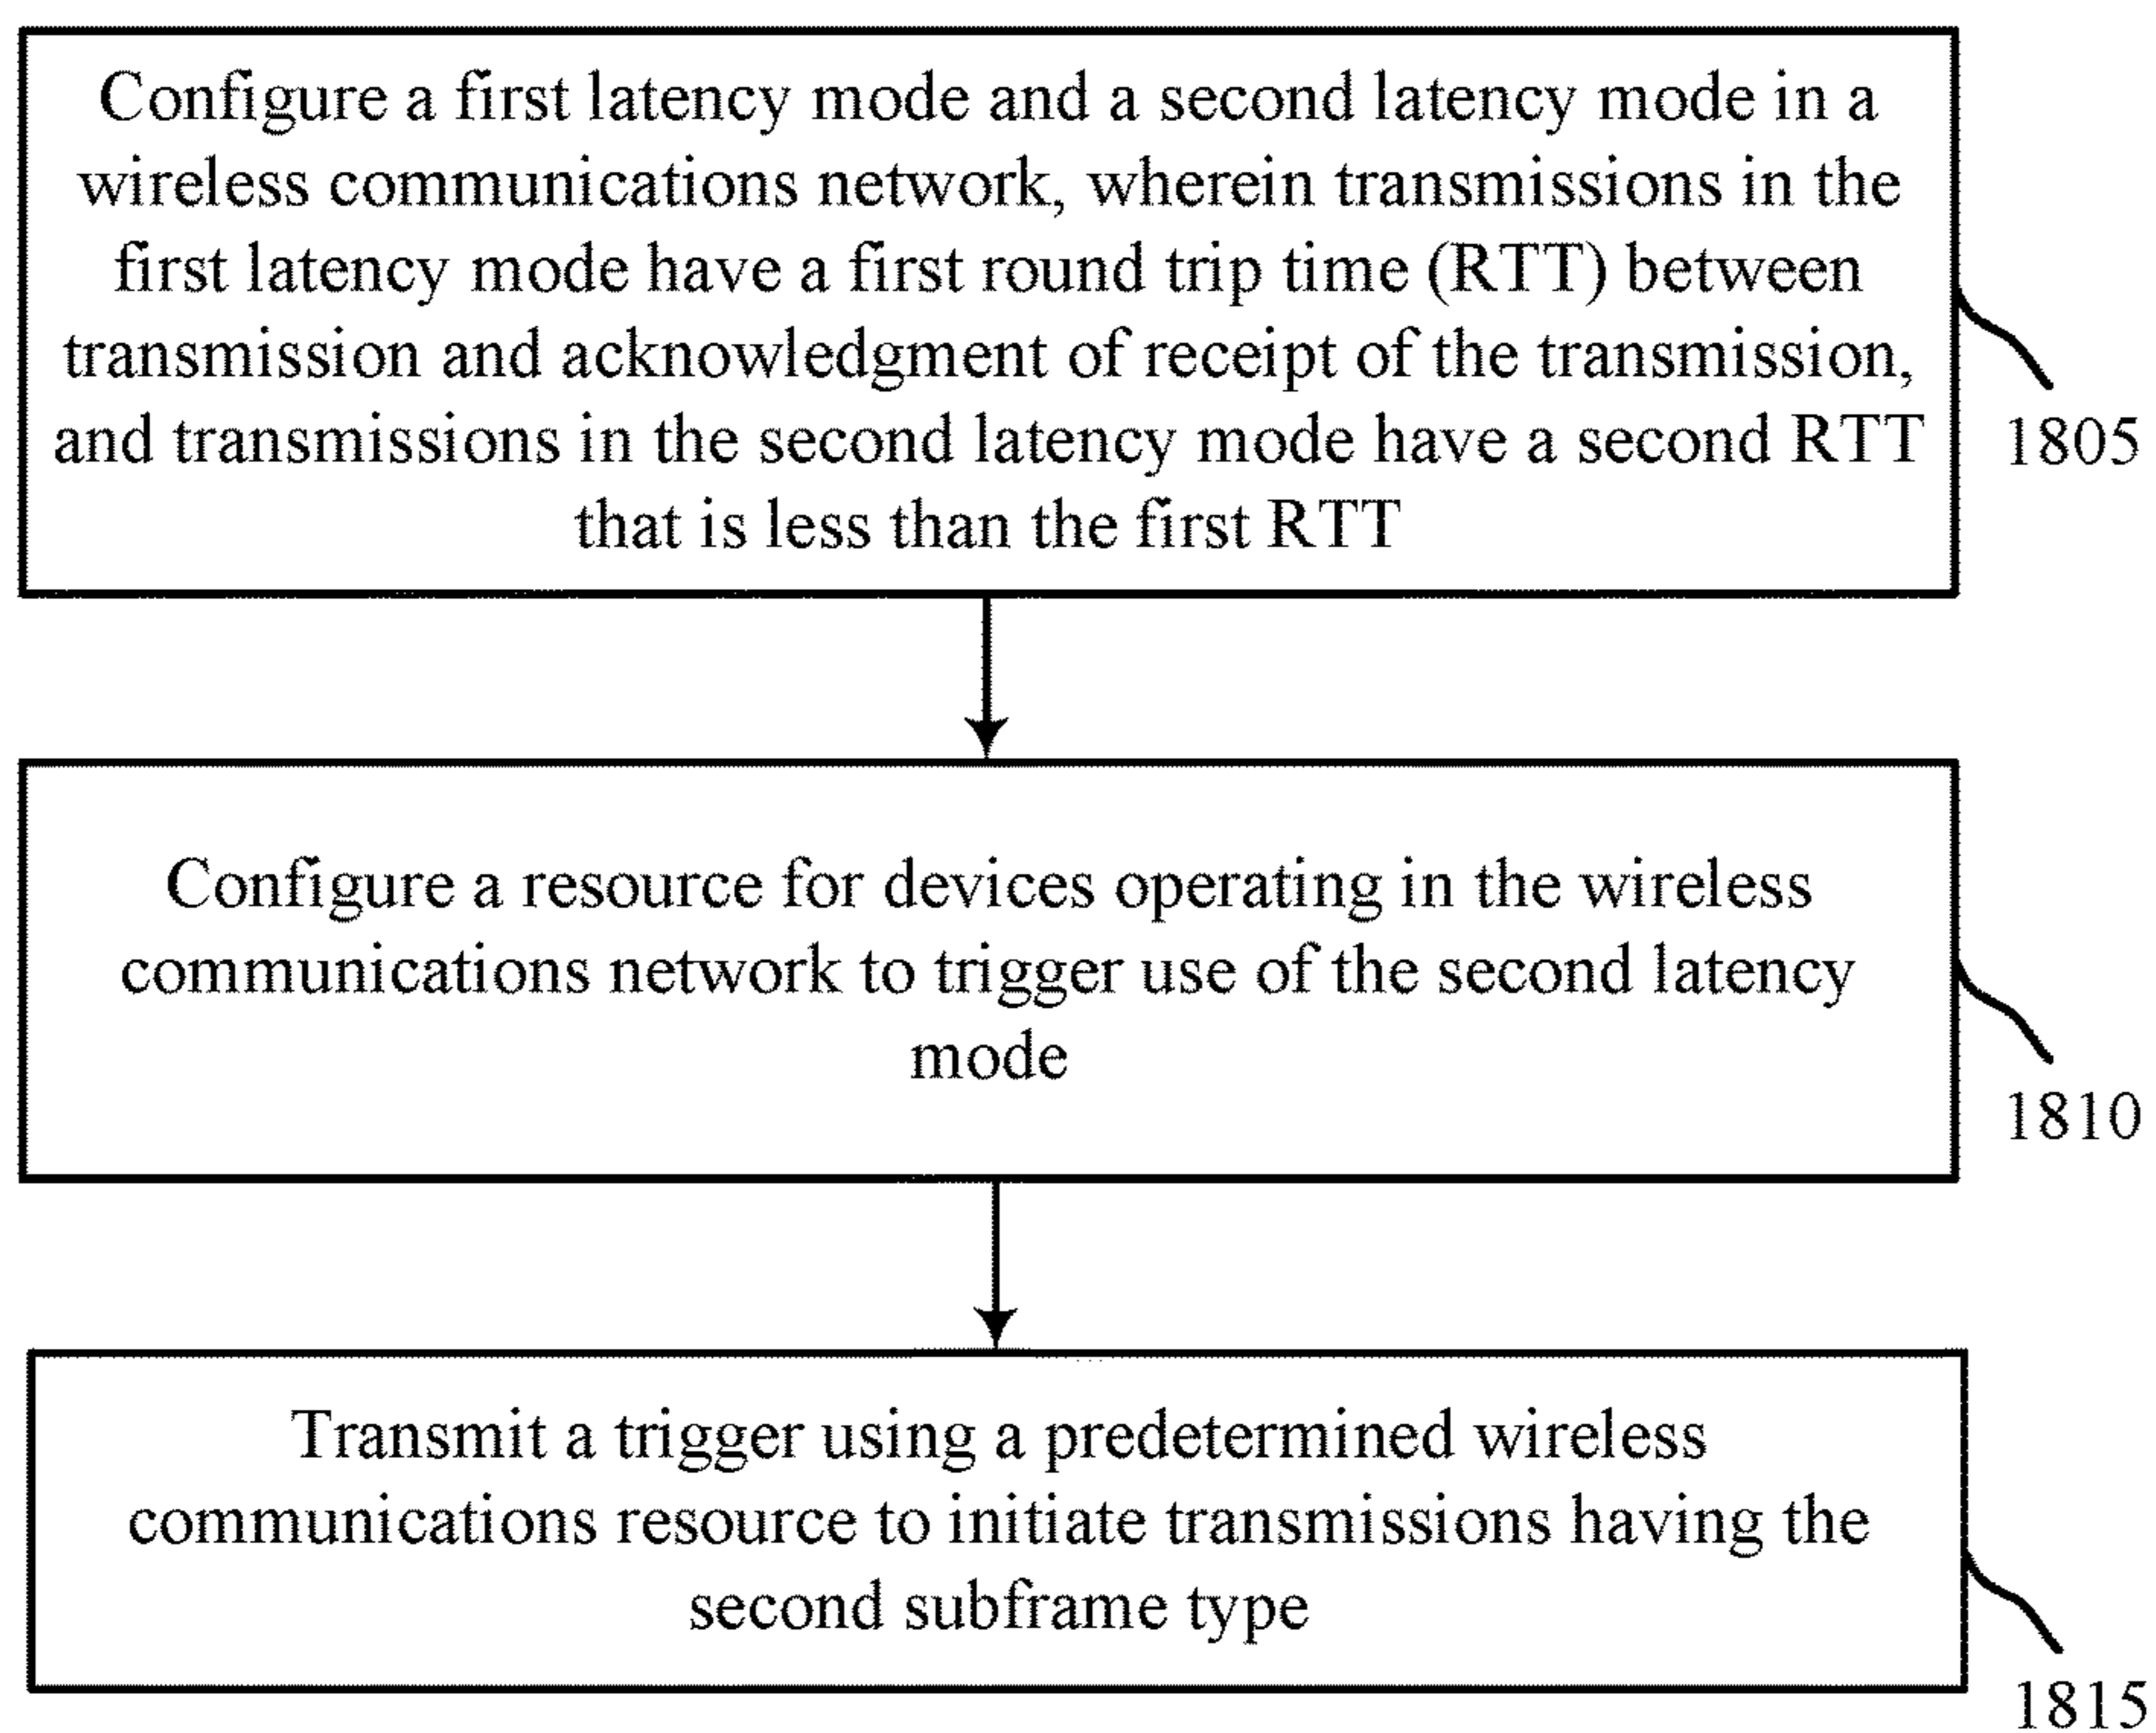 Configure a first latency mode and a second latency mode in a
wireless communications network, wherein transmissions in the
first latency mode have a first round trip time (RTT) between
transmission and acknowledgment of receipt of the transmission,
and transmissions in the second latency mode have a second RTT
that is less than the first RTT
1805
Configure a resource for devices operating in the wireless
communications network to trigger use of the second latency
mode
1810
Transmit a trigger using a predetermined wireless
communications resource to initiate transmissions having the
second subframe type
1815